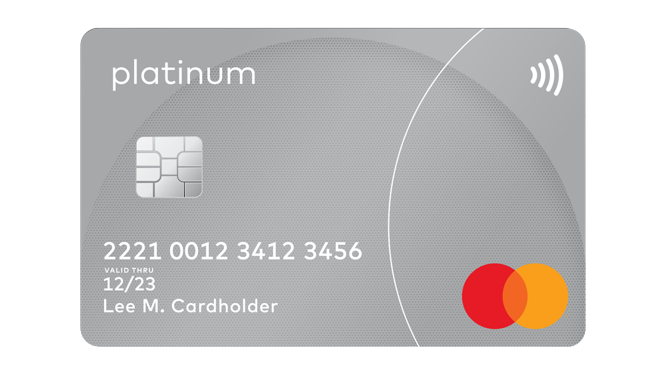 platinum
2221 0012 3412 3456
VALID THRU
12/23
Lee M. Cardholder